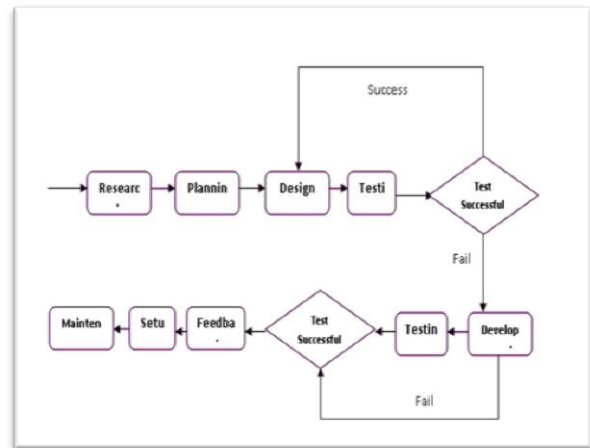 Success
Researc
Plannin
Design
Testi
Test
Successful
Fail
Mainten
Setu
Feedba
Test
Successful
Testin
Develop
Fail